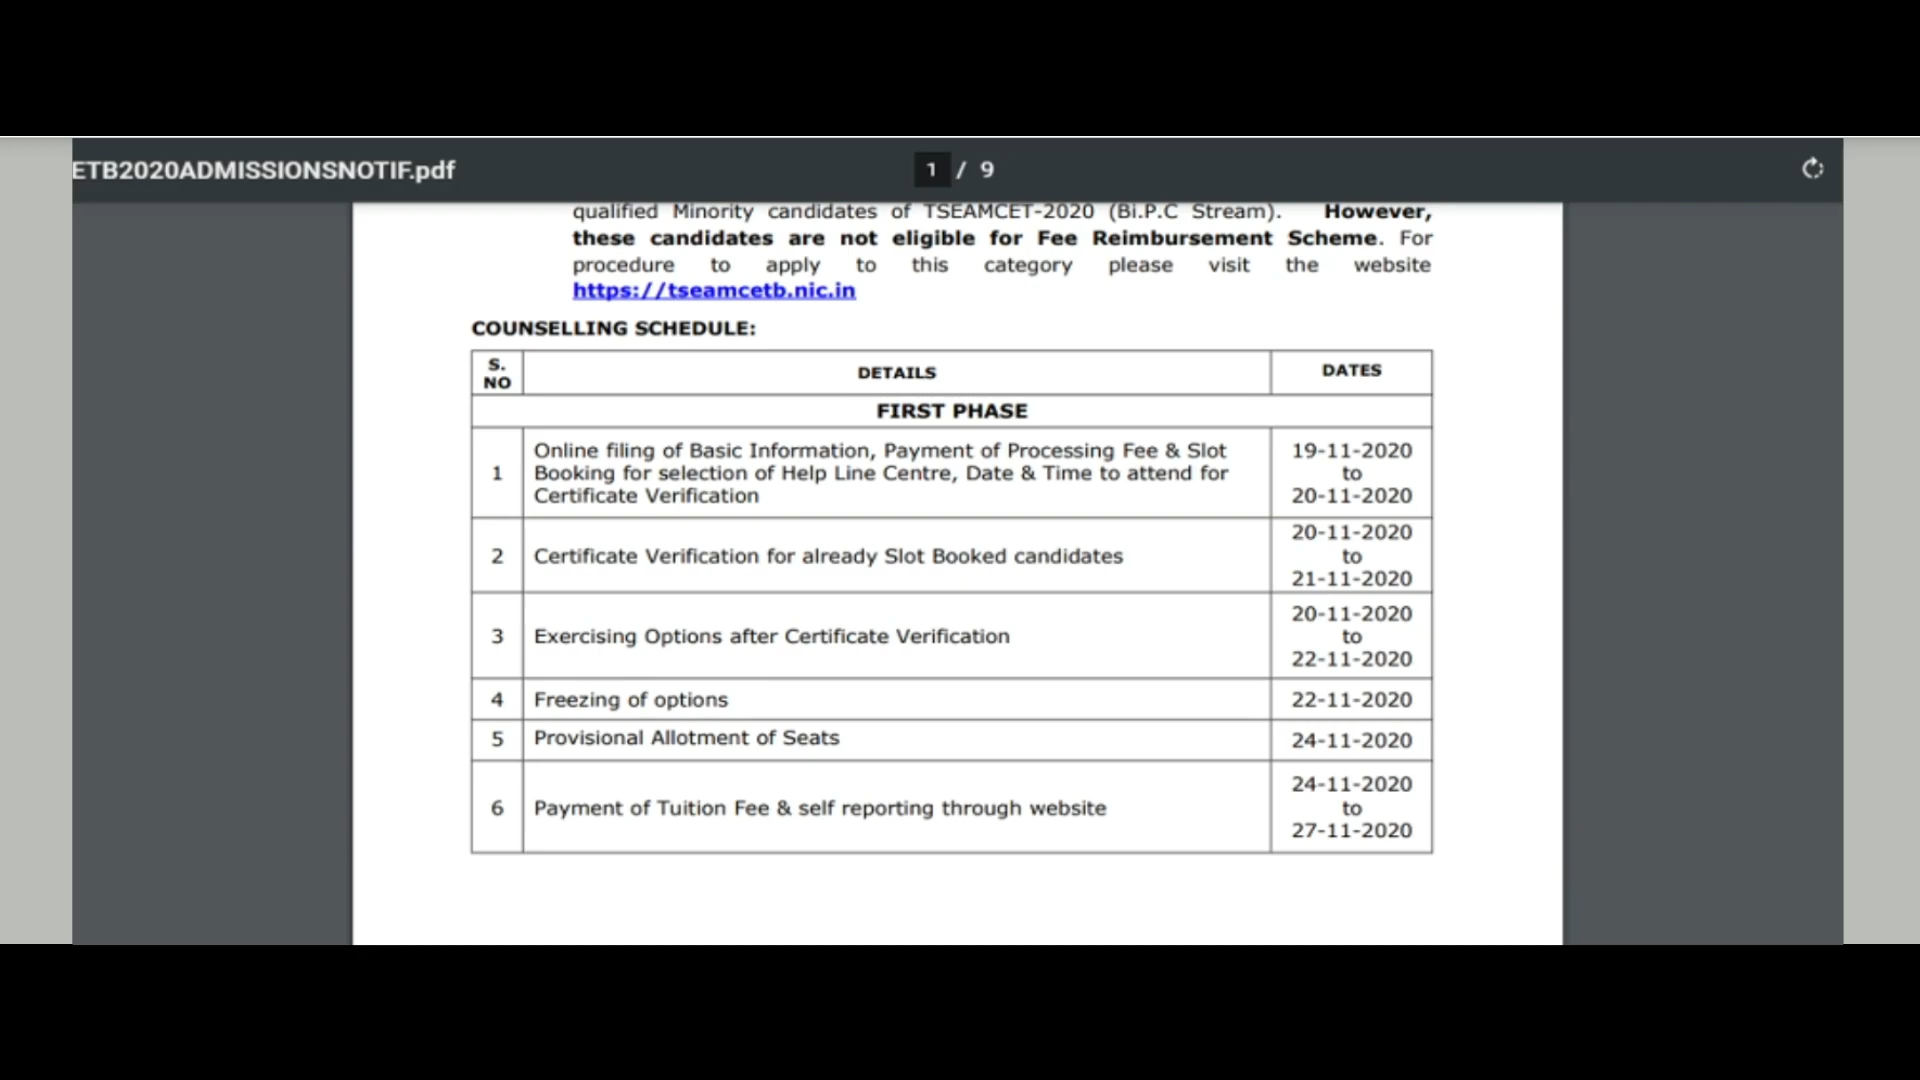 ETB2020ADMISSIONSNOTIF.pdf
1 / 9
qualified Minority candidates of TSEAMCET-2020 (Bi.P.C Stream). However,
these candidates are not eligible for Fee Reimbursement Scheme. For
procedure to apply to this category please visit the website
https://tseamcetb.nic.in
COUNSELLING SCHEDULE:
S.
NO
DETAILS
DATES
FIRST PHASE
1
Online filing of Basic Information, Payment of Processing Fee & Slot
Booking for selection of Help Line Centre, Date & Time to attend for
Certificate Verification
19-11-2020
to
20-11-2020
2
Certificate Verification for already Slot Booked candidates
20-11-2020
to
21-11-2020
3
Exercising Options after Certificate Verification
20-11-2020
to
22-11-2020
4
Freezing of options
22-11-2020
5
Provisional Allotment of Seats
24-11-2020
6
Payment of Tuition Fee & self reporting through website
24-11-2020
to
27-11-2020